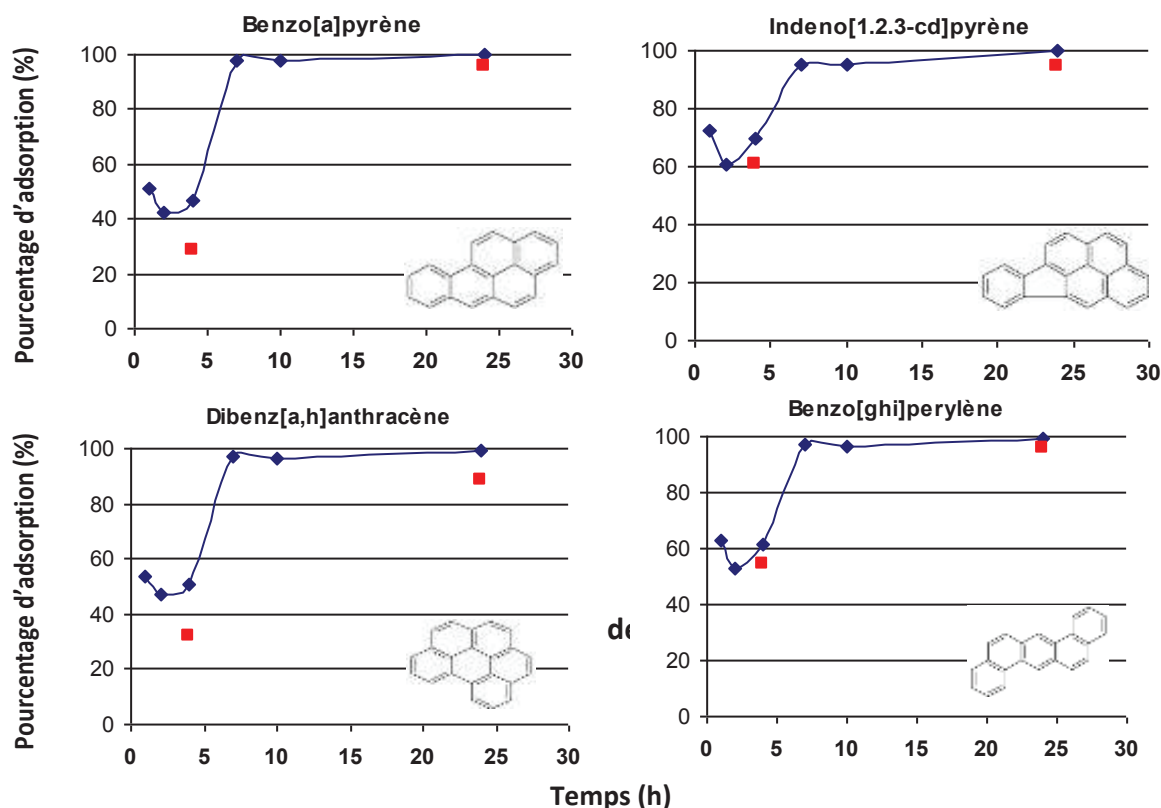 Benzo[a]pyrène
Pourcentage d'adsorption (%)
100
80
60
40
20
0
0 5 10 15 20 25 30
Indeno[1.2.3-cd]pyrène
100
80
60
40
20
0
0 5 10 15 20 25 30
Dibenz[a,h]anthracène
Pourcentage d'adsorption (%)
100
80
60
40
20
0
0 5 10 15 20 25 30
Benzo[ghi]perylène
100
80
60
40
20
0
0 5 10 15 20 25 30
Temps (h)